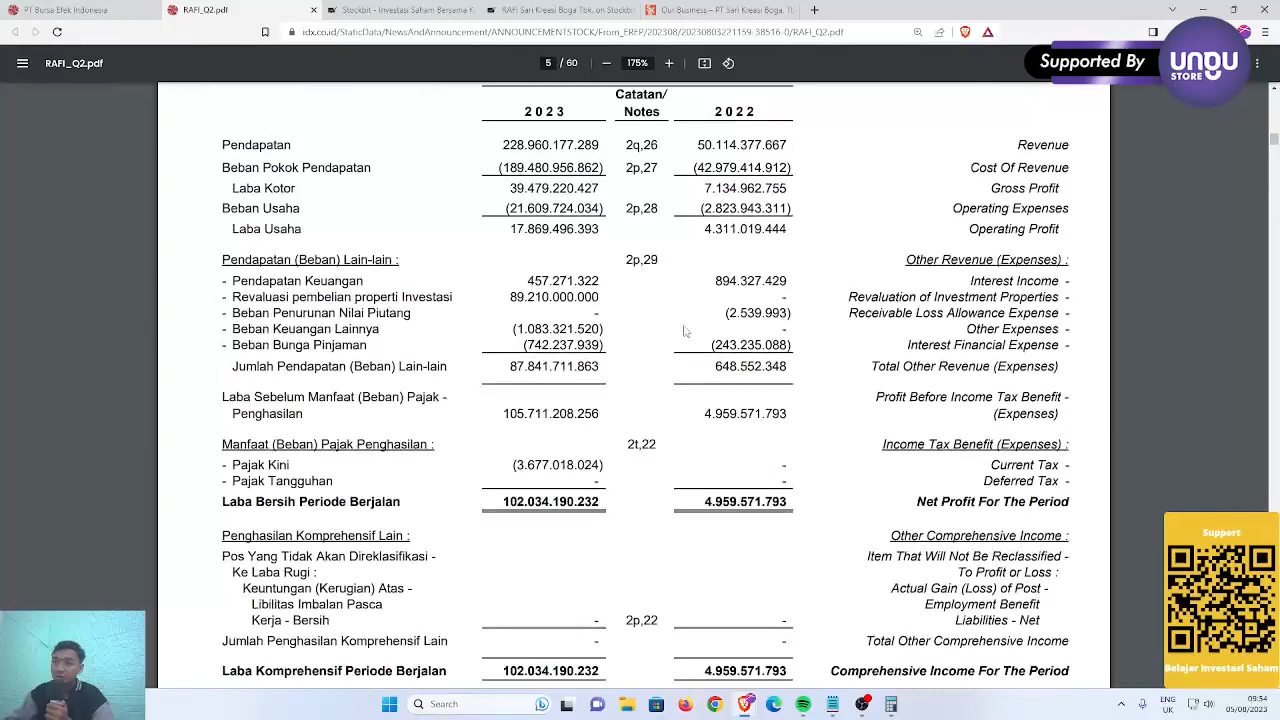 PT Bursa Efek Indonesia
RAFI_Q2.pdf
Stockbit - Investasi Saham Bersama Ko
RAFI Sari Kreasi Boga Tbk. on Stockbit
Our Business – PT Sari Kreasi Boga, Tb
idx.co.id/StaticData/NewsAndAnnouncement/ANNOUNCEMENTSTOCK/From_EREP/202308/20230803221159-38516-0/RAFI_Q2.pdf
RAFI_Q2.pdf
5 / 60
175%
Supported By
ungu
STORE
Catatan/
2 0 2 3 Notes 2 0 2 2
Pendapatan 228.960.177.289 2q,26 50.114.377.667 Revenue
Beban Pokok Pendapatan (189.480.956.862) 2p,27 (42.979.414.912) Cost Of Revenue
Laba Kotor 39.479.220.427 7.134.962.755 Gross Profit
Beban Usaha (21.609.724.034) 2p,28 (2.823.943.311) Operating Expenses
Laba Usaha 17.869.496.393 4.311.019.444 Operating Profit
Pendapatan (Beban) Lain-lain : 2p,29 Other Revenue (Expenses) :
- Pendapatan Keuangan 457.271.322 894.327.429 Interest Income -
- Revaluasi pembelian properti Investasi 89.210.000.000 - Revaluation of Investment Properties -
- Beban Penurunan Nilai Piutang - (2.539.993) Receivable Loss Allowance Expense -
- Beban Keuangan Lainnya (1.083.321.520) - Other Expenses -
- Beban Bunga Pinjaman (742.237.939) (243.235.088) Interest Financial Expense -
Jumlah Pendapatan (Beban) Lain-lain 87.841.711.863 648.552.348 Total Other Revenue (Expenses)
Laba Sebelum Manfaat (Beban) Pajak - Profit Before Income Tax Benefit -
Penghasilan 105.711.208.256 4.959.571.793 (Expenses)
Manfaat (Beban) Pajak Penghasilan : 2t,22 Income Tax Benefit (Expenses) :
- Pajak Kini (3.677.018.024) - Current Tax -
- Pajak Tangguhan - - Deferred Tax -
Laba Bersih Periode Berjalan 102.034.190.232 4.959.571.793 Net Profit For The Period
Penghasilan Komprehensif Lain : Other Comprehensive Income :
Pos Yang Tidak Akan Direklasifikasi - Item That Will Not Be Reclassified -
Ke Laba Rugi : To Profit or Loss :
Keuntungan (Kerugian) Atas - Actual Gain (Loss) of Post -
Libilitas Imbalan Pasca Employment Benefit
Kerja - Bersih - 2p,22 - Liabilities - Net
Jumlah Penghasilan Komprehensif Lain - - Total Other Comprehensive Income
Laba Komprehensif Periode Berjalan 102.034.190.232 4.959.571.793 Comprehensive Income For The Period
Support
Belajar Investasi Saham
Search
ENG
UK
09:54
05/08/2023